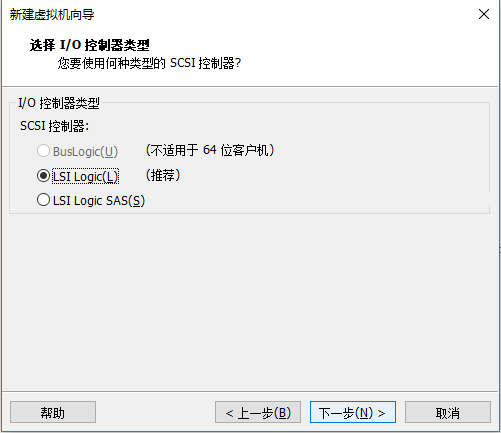 新建虚拟机向导
选择 I/O 控制器类型
您要使用何种类型的 SCSI 控制器?
I/O 控制器类型
SCSI 控制器:
BusLogic(U) （不适用于 64 位客户机）
LSI Logic(L) （推荐）
LSI Logic SAS(S)
帮助 < 上一步(B) 下一步(N) > 取消